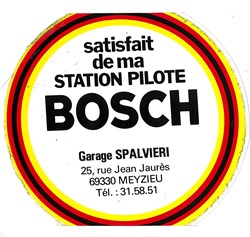 satisfait
de ma
STATION PILOTE
BOSCH
Garage SPALVIERI
25, rue Jean Jaurès
69330 MEYZIEU
Tél. : 31.58.51